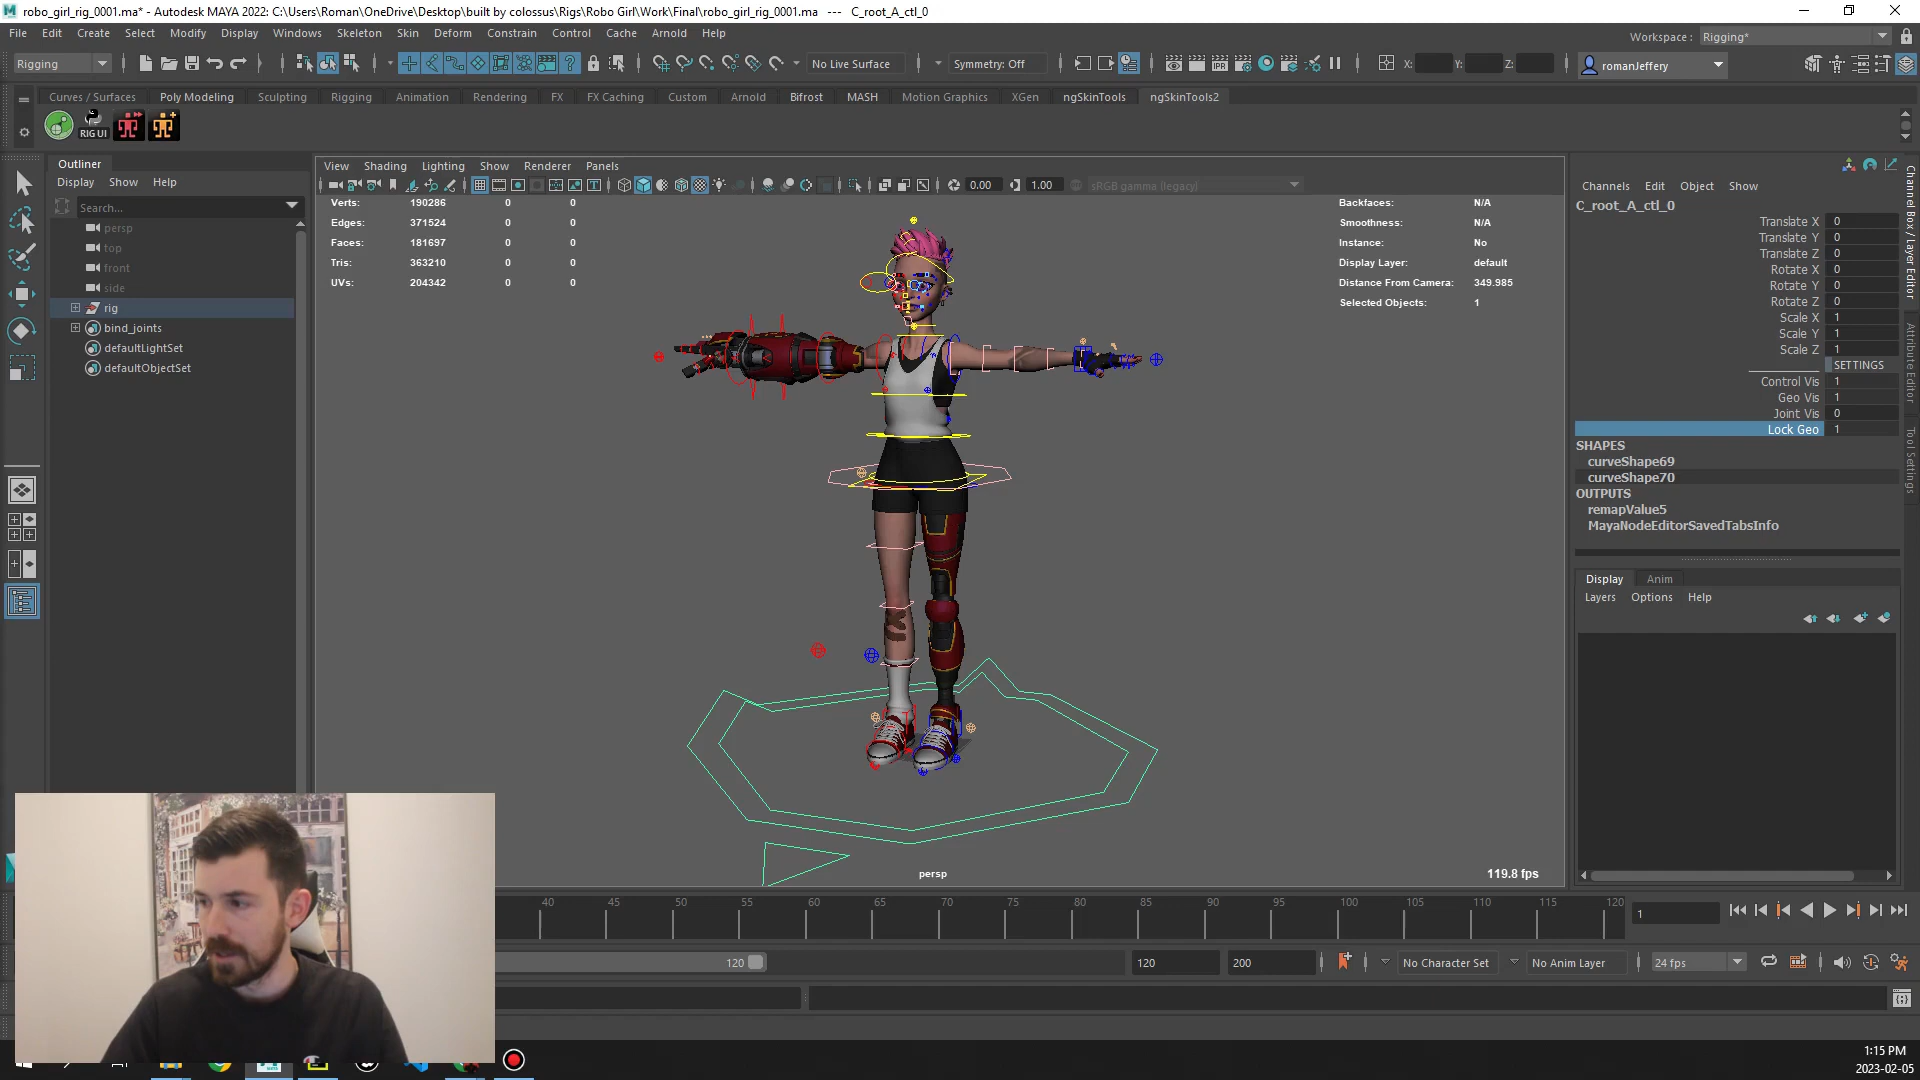 robo_girl_rig_0001.ma* - Autodesk MAYA 2022: C:\Users\Roman\OneDrive\Desktop\built by colossus\Rigs\Robo Girl\Work\Final\robo_girl_rig_0001.ma   ---   C_root_A_ctl_0
File Edit Create Select Modify Display Windows Skeleton Skin Deform Constrain Control Cache Arnold Help
Workspace : Rigging*
Rigging No Live Surface Symmetry: Off X: Y: Z: romanJeffery
Curves / Surfaces Poly Modeling Sculpting Rigging Animation Rendering FX FX Caching Custom Arnold Bifrost MASH Motion Graphics XGen ngSkinTools ngSkinTools2
RIG UI
Outliner
Display Show Help
Search...
persp
top
front
side
rig
bind_joints
defaultLightSet
defaultObjectSet
View Shading Lighting Show Renderer Panels
0.00 1.00 sRGB gamma (legacy)
Verts: 190286 0 0
Edges: 371524 0 0
Faces: 181697 0 0
Tris: 363210 0 0
UVs: 204342 0 0
Backfaces: N/A
Smoothness: N/A
Instance: No
Display Layer: default
Distance From Camera: 349.985
Selected Objects: 1
persp
119.8 fps
Channels Edit Object Show
C_root_A_ctl_0
Translate X 0
Translate Y 0
Translate Z 0
Rotate X 0
Rotate Y 0
Rotate Z 0
Scale X 1
Scale Y 1
Scale Z 1
SETTINGS
Control Vis 1
Geo Vis 1
Joint Vis 0
Lock Geo 1
SHAPES
curveShape69
curveShape70
OUTPUTS
remapValue5
MayaNodeEditorSavedTabsInfo
Display Anim
Layers Options Help
Channel Box / Layer Editor
Attribute Editor
Tool Settings
40 45 50 55 60 65 70 75 80 85 90 95 100 105 110 115 120
1
120 120 200 No Character Set No Anim Layer 24 fps
1:15 PM
2023-02-05